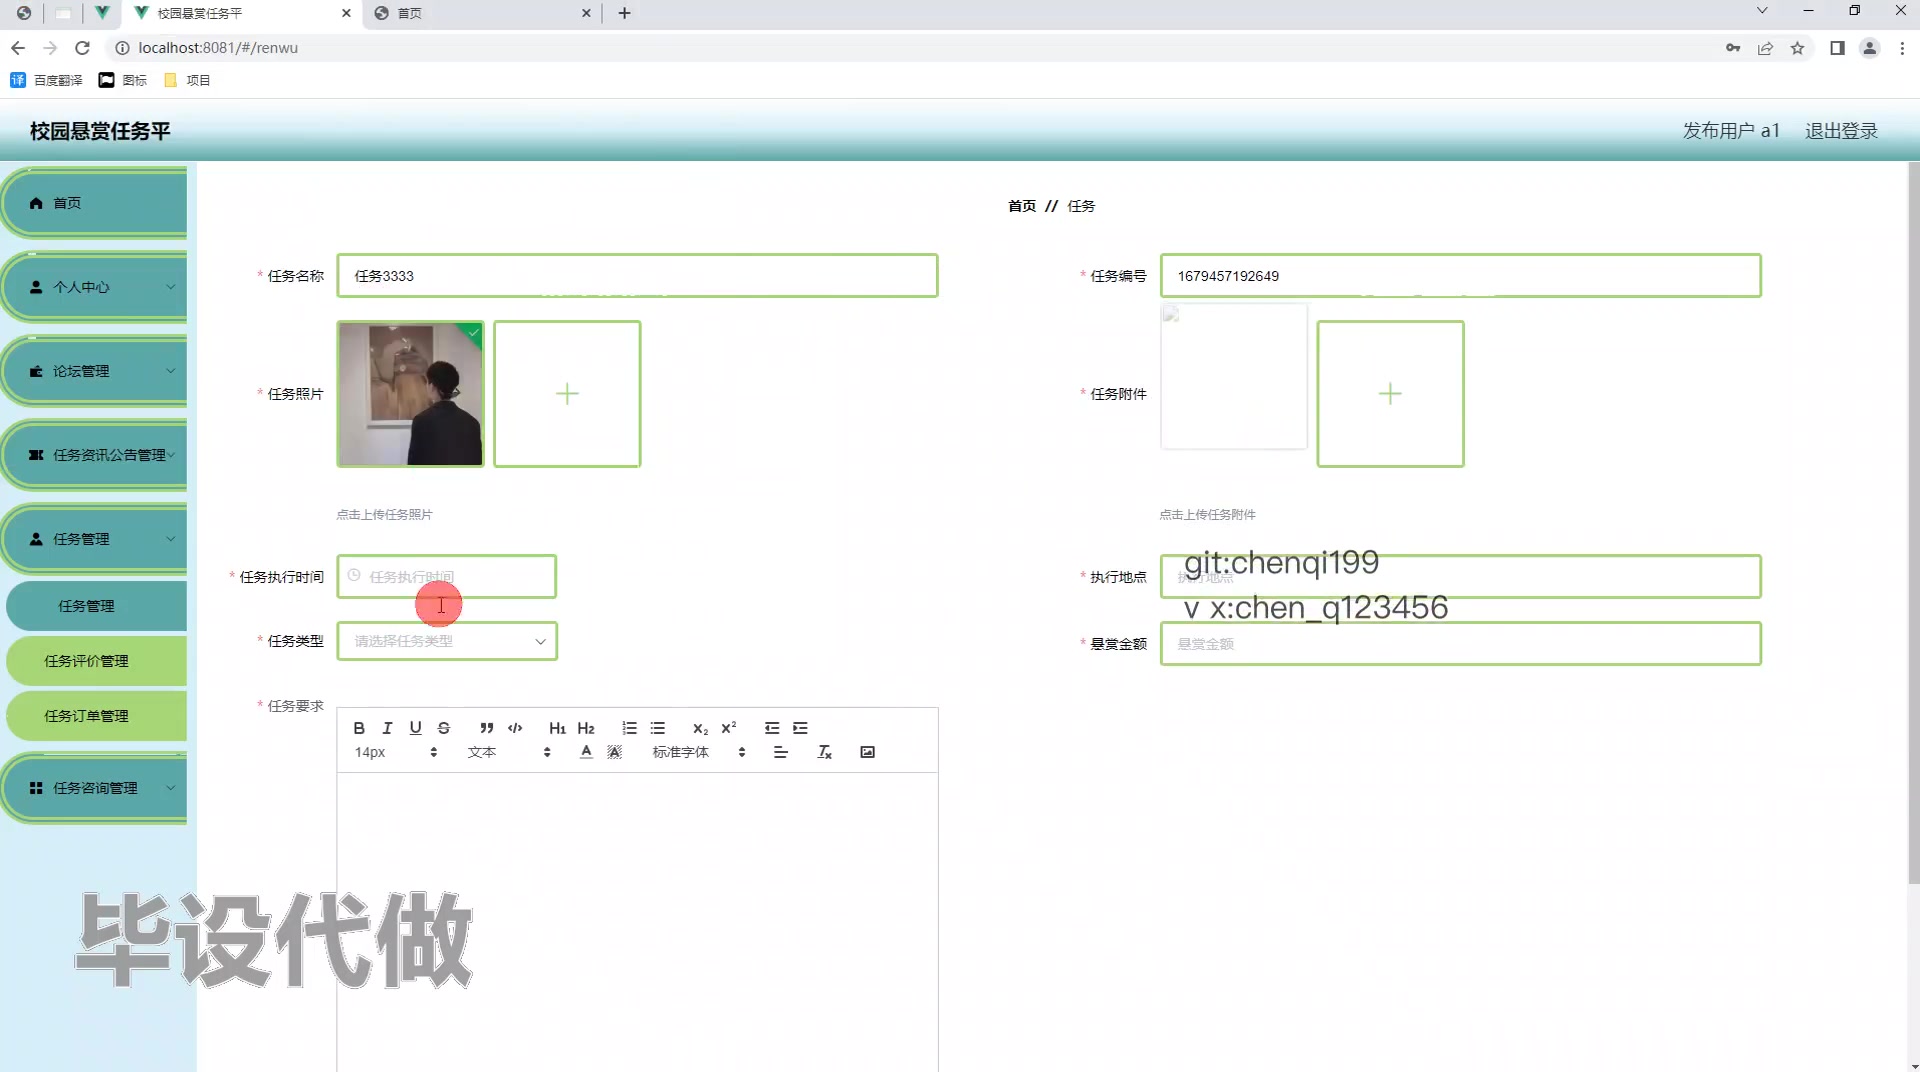 校园悬赏任务平
首页
localhost:8081/#/renwu
百度翻译
图标
项目
校园悬赏任务平
发布用户 a1
退出登录
首页
个人中心
论坛管理
任务资讯公告管理
任务管理
任务管理
任务评价管理
任务订单管理
任务咨询管理
首页 // 任务
* 任务名称
任务3333
* 任务编号
1679457192649
* 任务照片
点击上传任务照片
* 任务附件
点击上传任务附件
* 任务执行时间
任务执行时间
* 执行地点
执行地点
git:chenqi199
v x:chen_q123456
* 任务类型
请选择任务类型
* 悬赏金额
悬赏金额
* 任务要求
14px
文本
标准字体
毕设代做